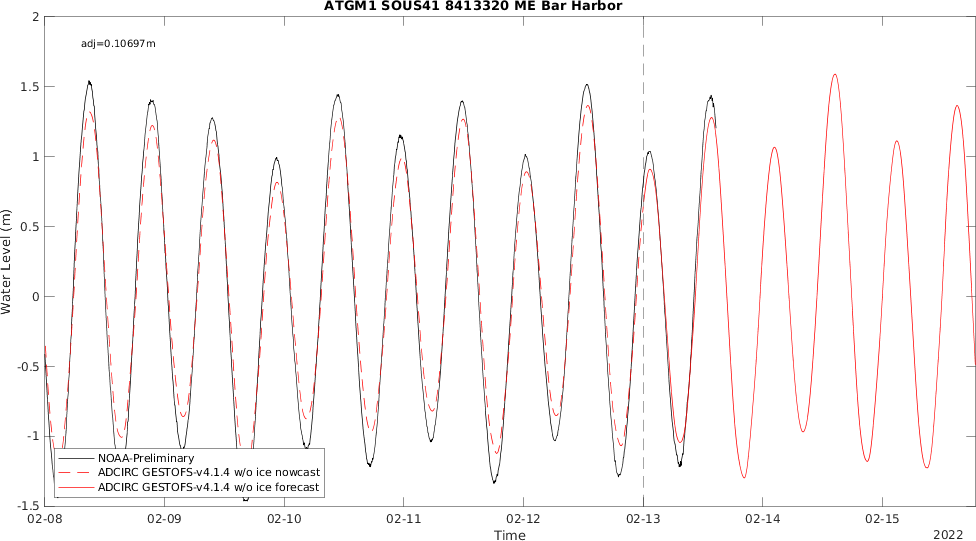 ATGM1 SOUS41 8413320 ME Bar Harbor
adj=0.10697m
2
1.5
1
0.5
0
-0.5
-1
-1.5
Water Level (m)
NOAA-Preliminary
ADCIRC GESTOFS-v4.1.4 w/o ice nowcast
ADCIRC GESTOFS-v4.1.4 w/o ice forecast
02-08 02-09 02-10 02-11 02-12 02-13 02-14 02-15
Time
2022